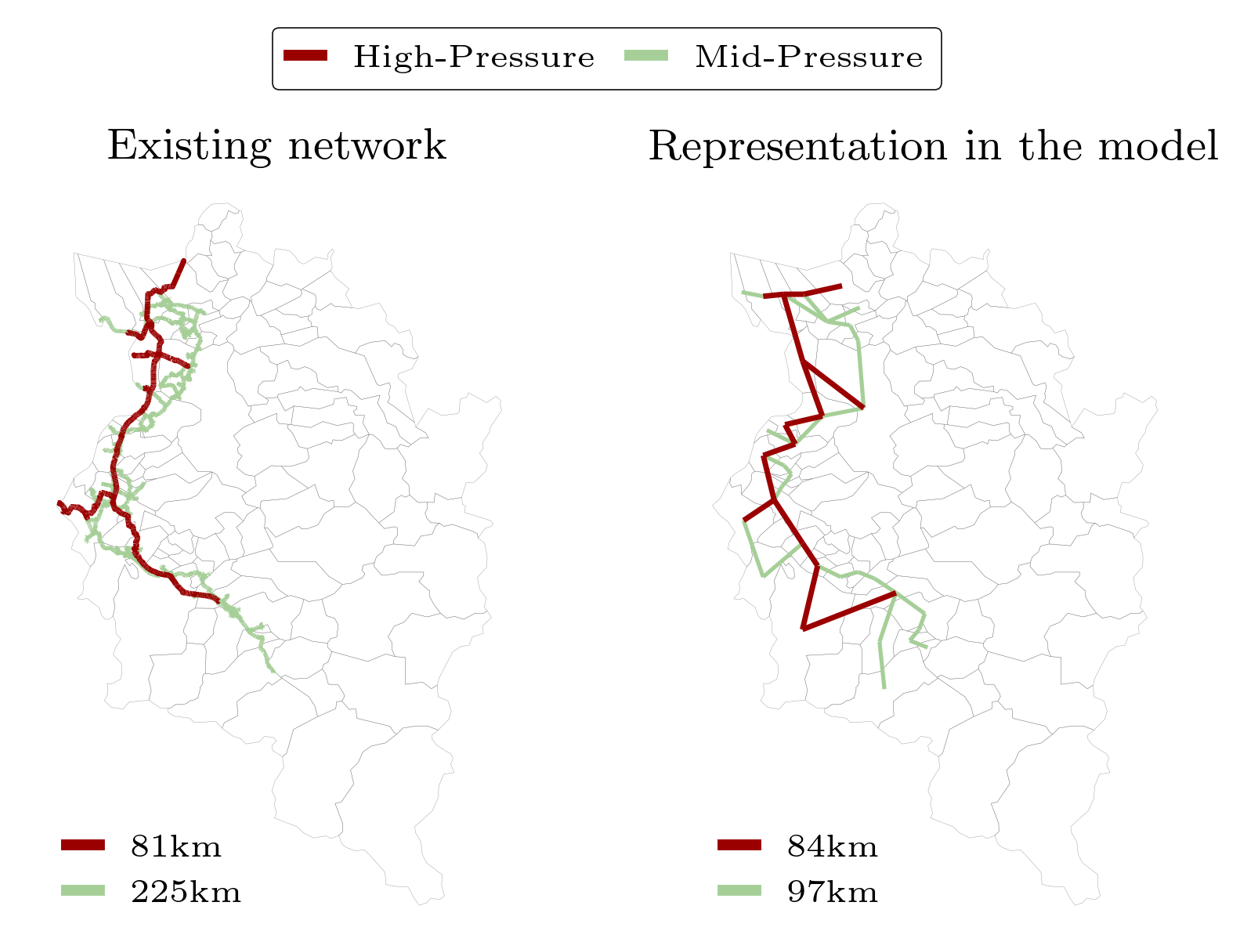 High-Pressure Mid-Pressure
Existing network
Representation in the model
81km
225km
84km
97km